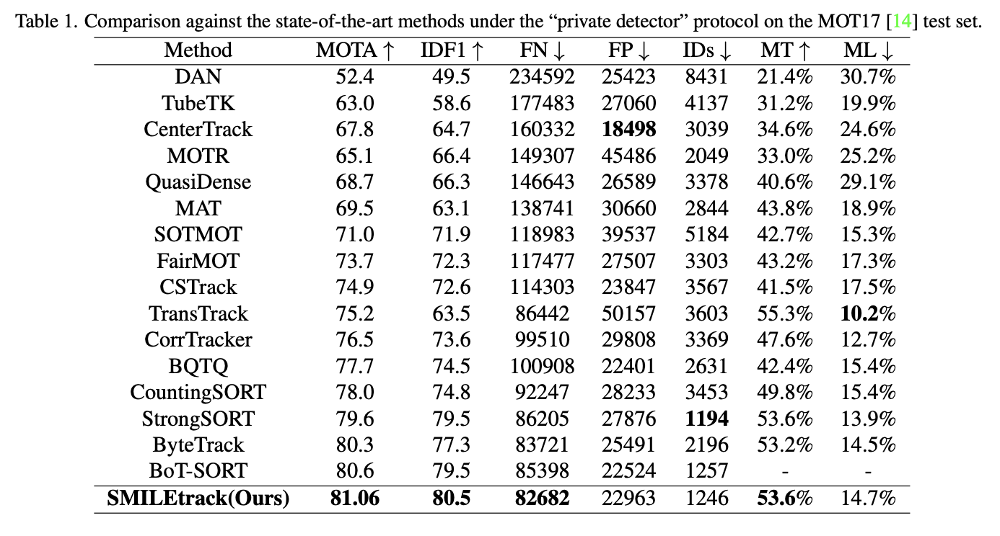 Table 1. Comparison against the state-of-the-art methods under the “private detector” protocol on the MOT17 [14] test set.
Method MOTA ↑ IDF1 ↑ FN ↓ FP ↓ IDs ↓ MT ↑ ML ↓
DAN 52.4 49.5 234592 25423 8431 21.4% 30.7%
TubeTK 63.0 58.6 177483 27060 4137 31.2% 19.9%
CenterTrack 67.8 64.7 160332 18498 3039 34.6% 24.6%
MOTR 65.1 66.4 149307 45486 2049 33.0% 25.2%
QuasiDense 68.7 66.3 146643 26589 3378 40.6% 29.1%
MAT 69.5 63.1 138741 30660 2844 43.8% 18.9%
SOTMOT 71.0 71.9 118983 39537 5184 42.7% 15.3%
FairMOT 73.7 72.3 117477 27507 3303 43.2% 17.3%
CSTrack 74.9 72.6 114303 23847 3567 41.5% 17.5%
TransTrack 75.2 63.5 86442 50157 3603 55.3% 10.2%
CorrTracker 76.5 73.6 99510 29808 3369 47.6% 12.7%
BQTQ 77.7 74.5 100908 22401 2631 42.4% 15.4%
CountingSORT 78.0 74.8 92247 28233 3453 49.8% 15.4%
StrongSORT 79.6 79.5 86205 27876 1194 53.6% 13.9%
ByteTrack 80.3 77.3 83721 25491 2196 53.2% 14.5%
BoT-SORT 80.6 79.5 85398 22524 1257 - -
SMILEtrack(Ours) 81.06 80.5 82682 22963 1246 53.6% 14.7%